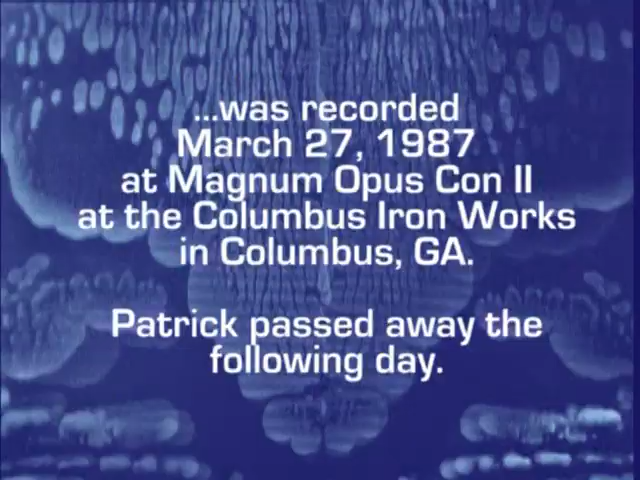 ...was recorded
March 27, 1987
at Magnum Opus Con II
at the Columbus Iron Works
in Columbus, GA.
Patrick passed away the
following day.